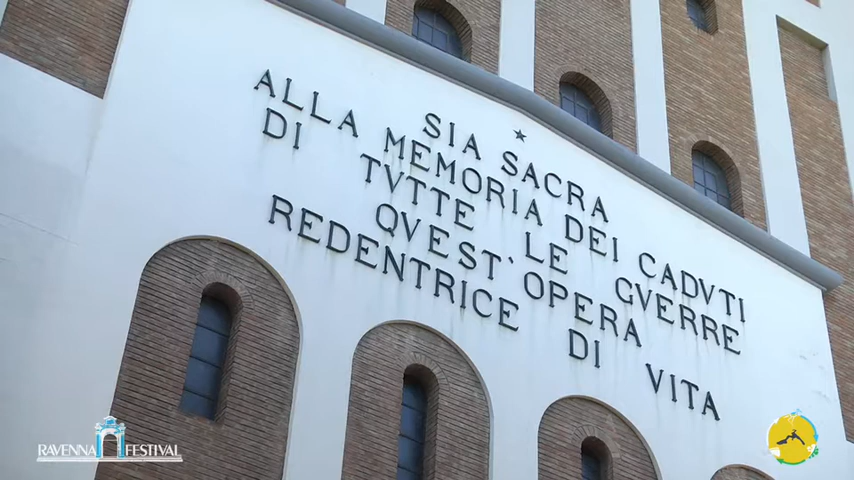 SIA SACRA
ALLA MEMORIA DEI CADVTI
DI TVTTE LE GVERRE
QVEST'OPERA
REDENTRICE DI VITA
RAVENNA FESTIVAL